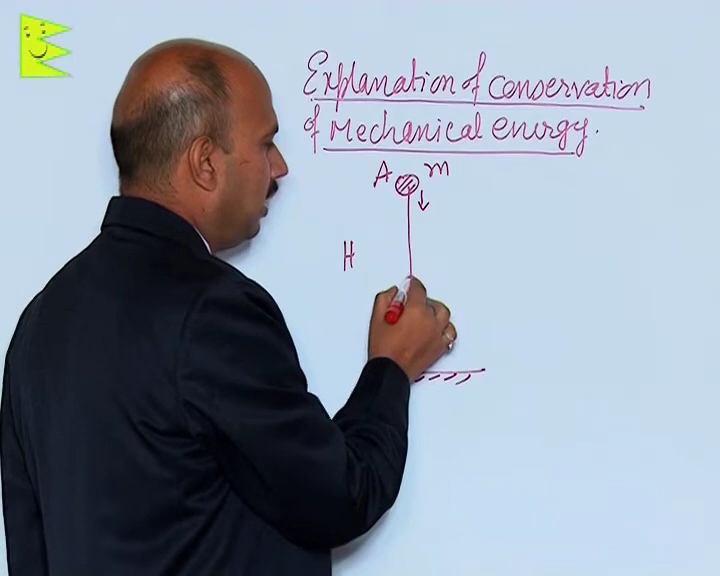 Explanation of conservation
of Mechanical energy.
A m
H